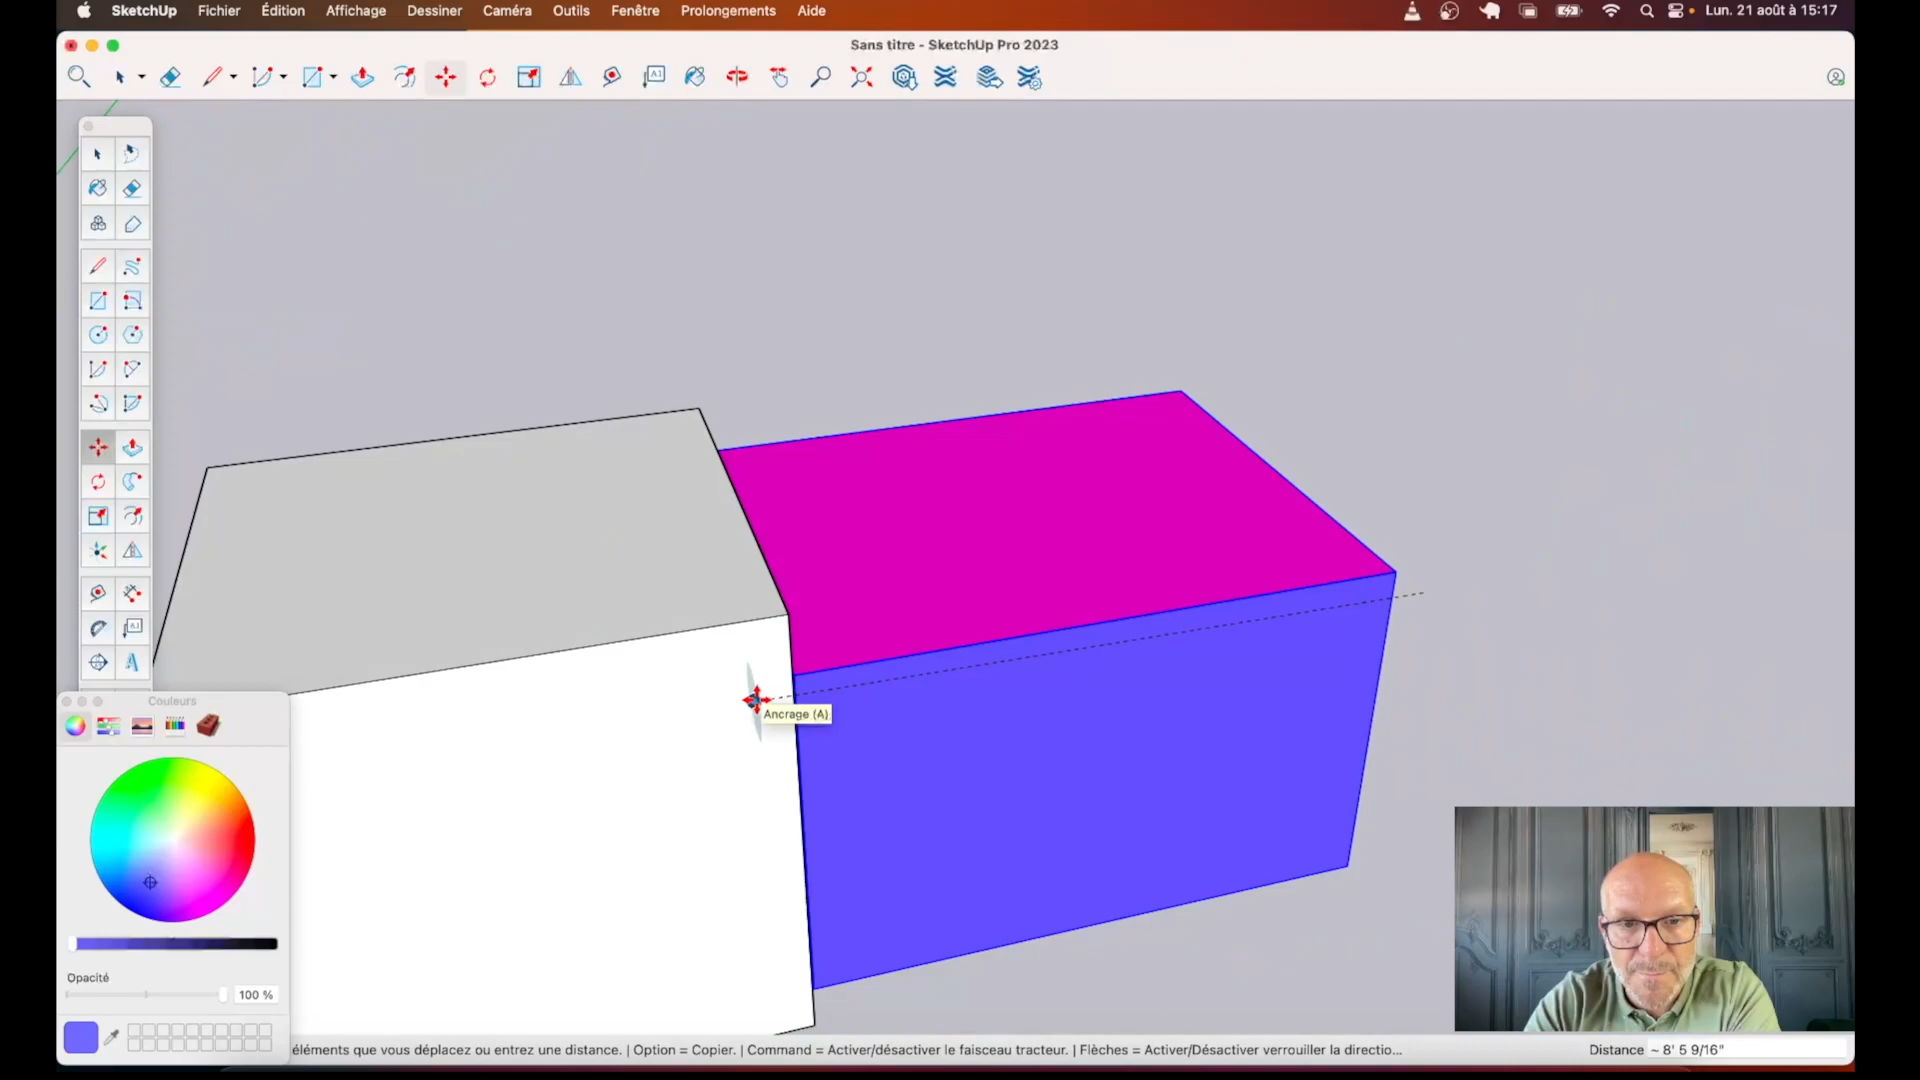 SketchUp Fichier Édition Affichage Dessiner Caméra Outils Fenêtre Prolongements Aide Lun. 21 août à 15:17
Sans titre - SketchUp Pro 2023
A1
A1
A
Ancrage (A)
Couleurs
Opacité
100 %
éléments que vous déplacez ou entrez une distance. | Option = Copier. | Command = Activer/désactiver le faisceau tracteur. | Flèches = Activer/Désactiver verrouiller la directio... Distance ~ 8' 5 9/16"